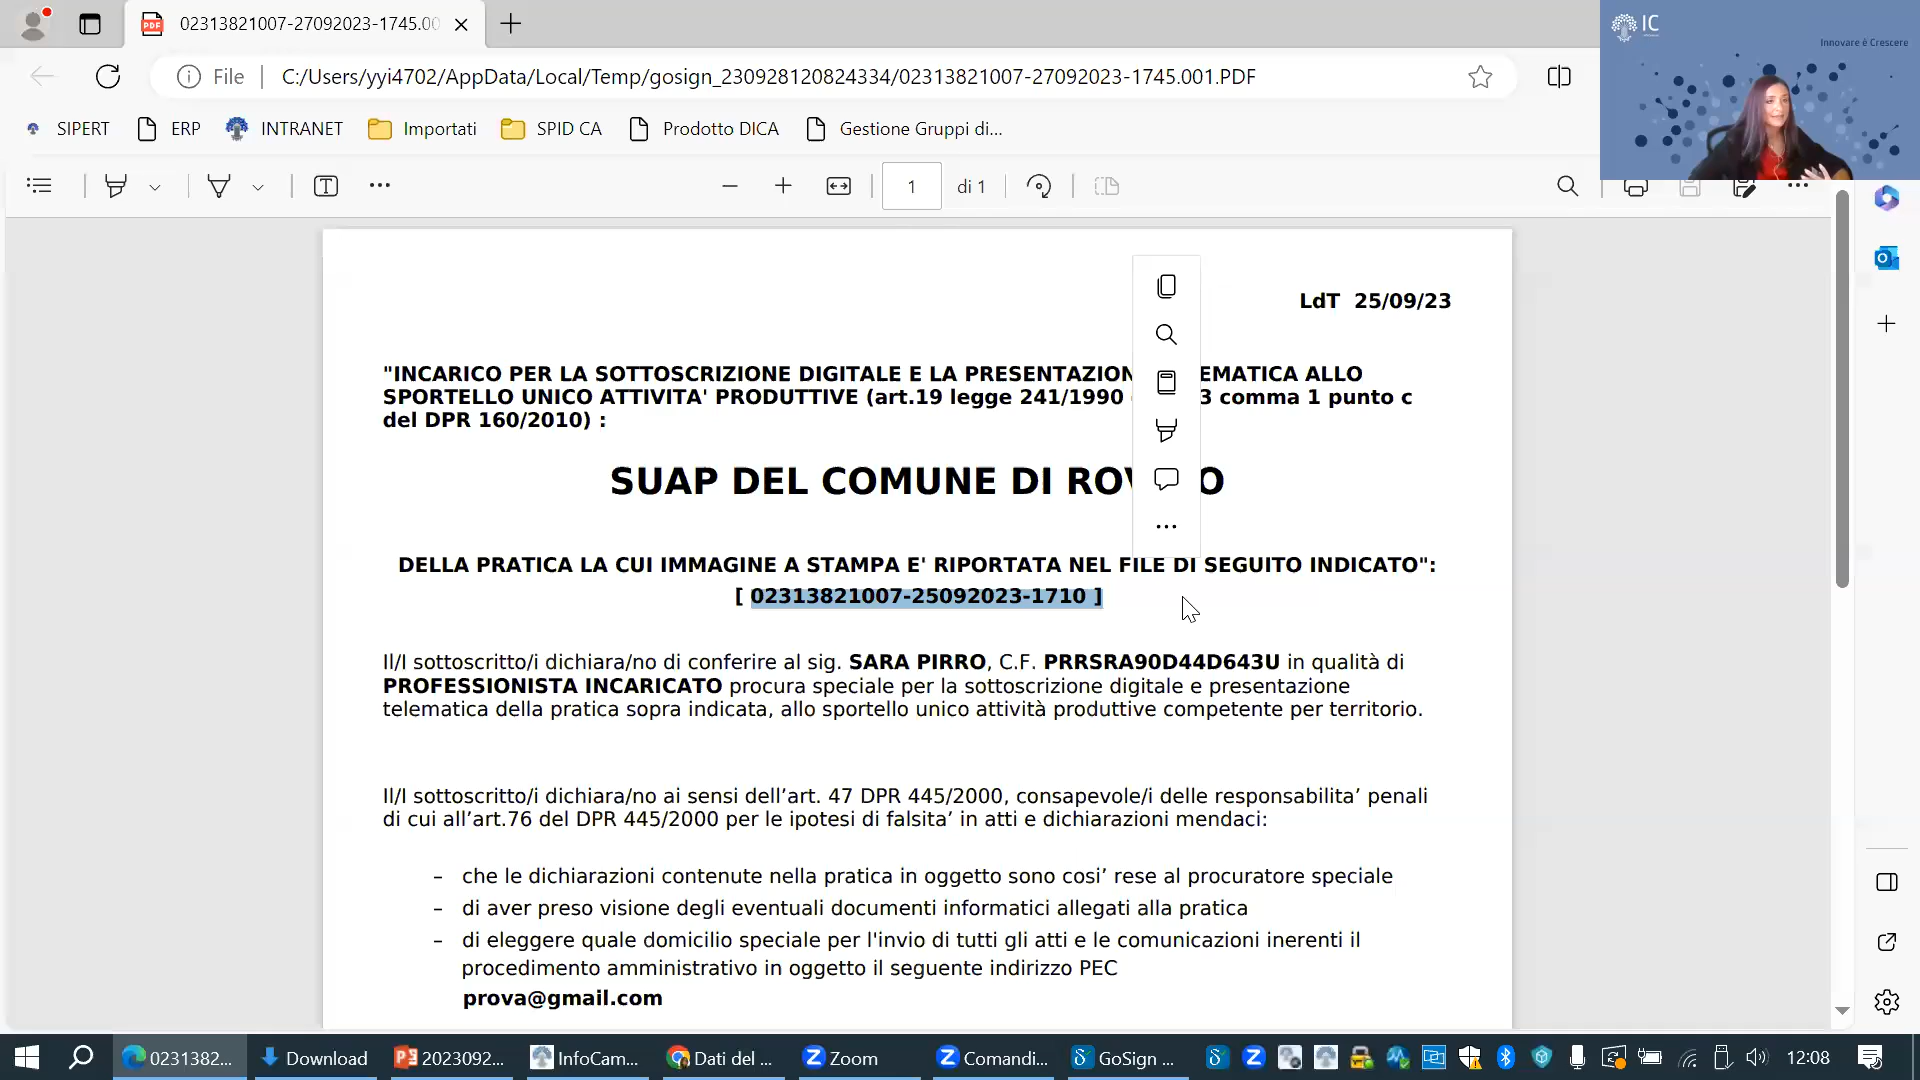 02313821007-27092023-1745.00
IC
Innovare è Crescere
File
C:/Users/yyi4702/AppData/Local/Temp/gosign_230928120824334/02313821007-27092023-1745.001.PDF
SIPERT
ERP
INTRANET
Importati
SPID CA
Prodotto DICA
Gestione Gruppi di...
1
di 1
LdT 25/09/23
"INCARICO PER LA SOTTOSCRIZIONE DIGITALE E LA PRESENTAZION EMATICA ALLO
SPORTELLO UNICO ATTIVITA' PRODUTTIVE (art.19 legge 241/1990 3 comma 1 punto c
del DPR 160/2010) :
SUAP DEL COMUNE DI ROV O
DELLA PRATICA LA CUI IMMAGINE A STAMPA E' RIPORTATA NEL FILE DI SEGUITO INDICATO":
[ 02313821007-25092023-1710 ]
Il/I sottoscritto/i dichiara/no di conferire al sig. SARA PIRRO, C.F. PRRSRA90D44D643U in qualità di
PROFESSIONISTA INCARICATO procura speciale per la sottoscrizione digitale e presentazione
telematica della pratica sopra indicata, allo sportello unico attività produttive competente per territorio.
Il/I sottoscritto/i dichiara/no ai sensi dell’art. 47 DPR 445/2000, consapevole/i delle responsabilita’ penali
di cui all’art.76 del DPR 445/2000 per le ipotesi di falsita’ in atti e dichiarazioni mendaci:
– che le dichiarazioni contenute nella pratica in oggetto sono cosi’ rese al procuratore speciale
– di aver preso visione degli eventuali documenti informatici allegati alla pratica
– di eleggere quale domicilio speciale per l'invio di tutti gli atti e le comunicazioni inerenti il
procedimento amministrativo in oggetto il seguente indirizzo PEC
prova@gmail.com
0231382...
Download
2023092...
InfoCam...
Dati del ...
Zoom
Comandi...
GoSign ...
12:08